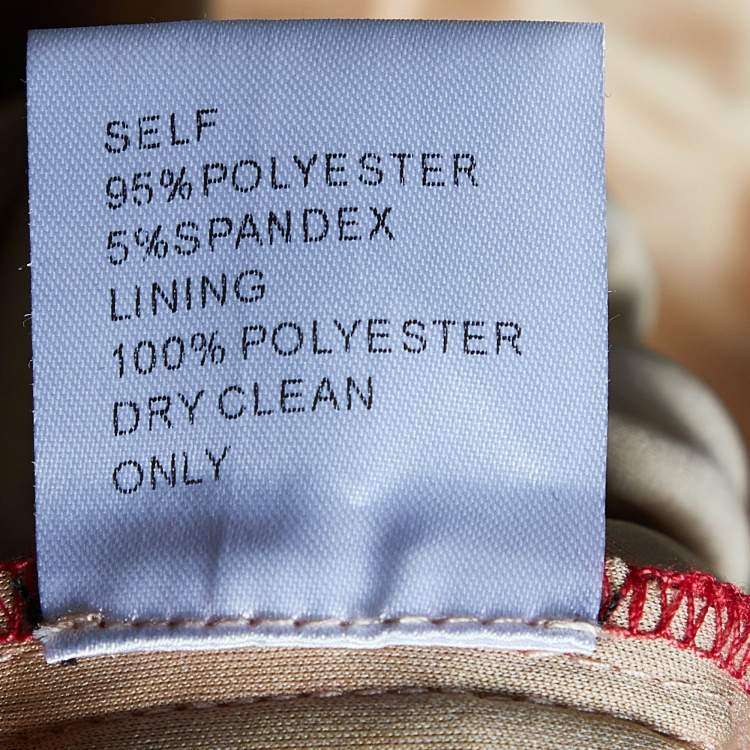 SELF
95% POLYESTER
5% SPANDEX
LINING
100% POLYESTER
DRY CLEAN
ONLY